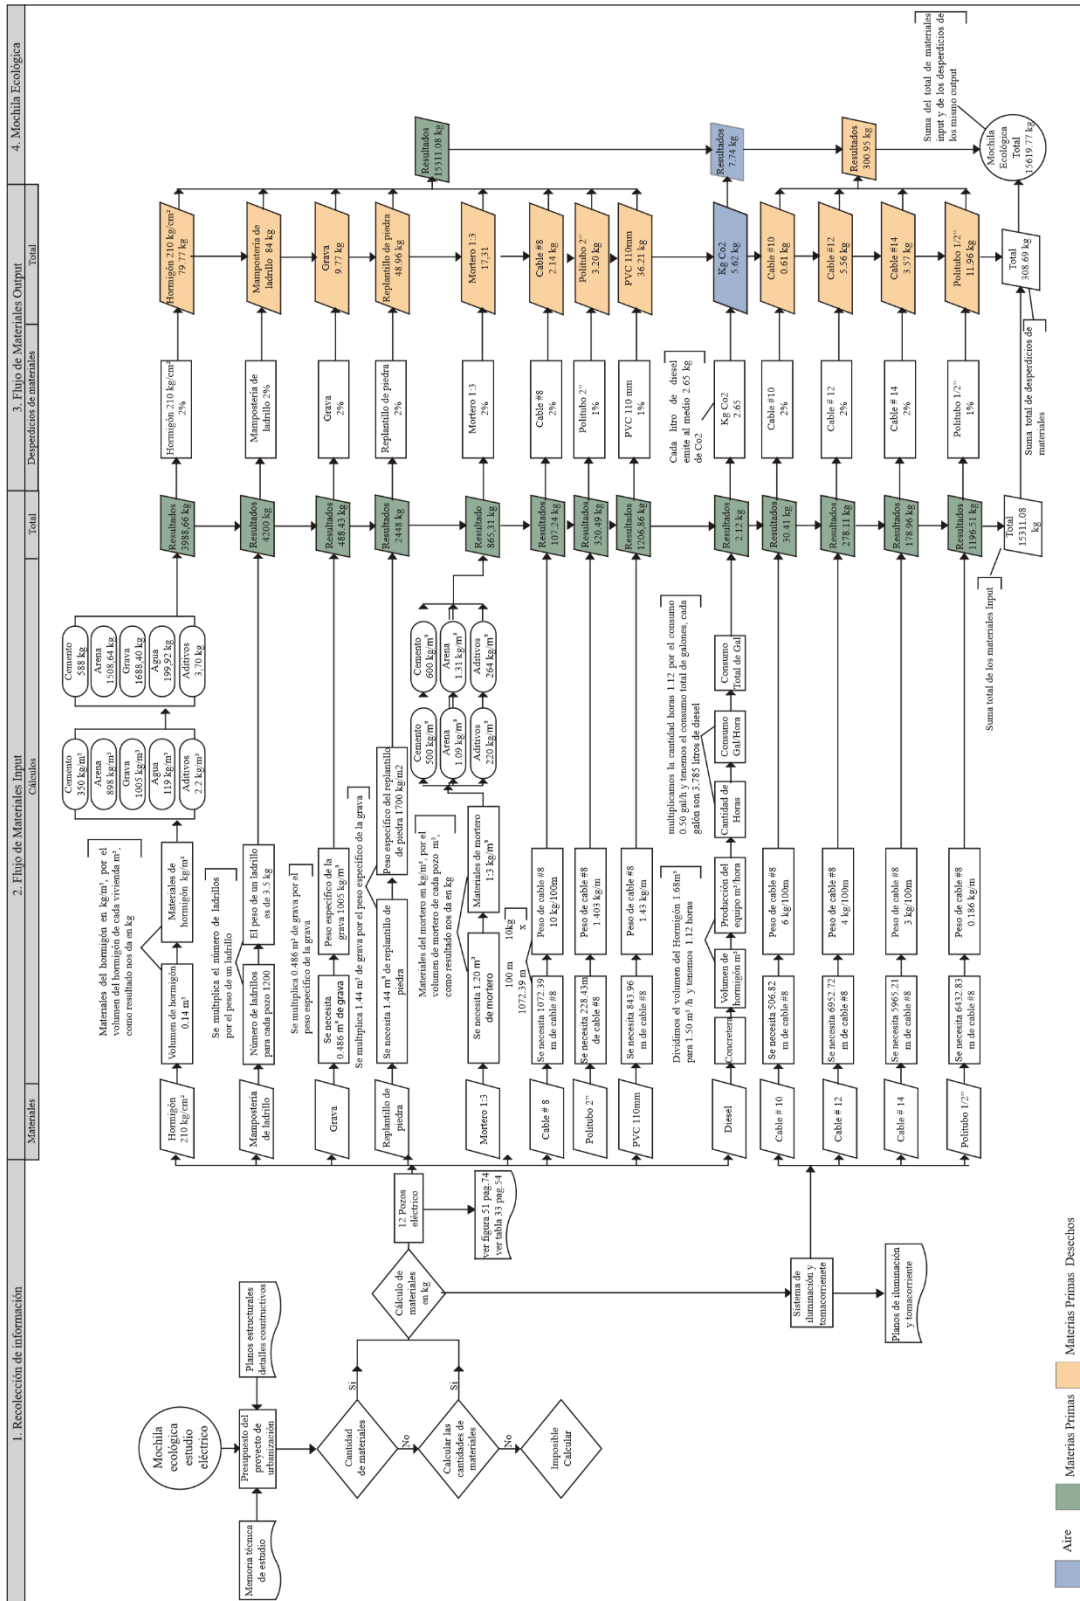 1. Recolección de información
2. Flujo de Materiales Input
3. Flujo de Materiales Output
4. Mochila Ecológica
Materiales
Cálculos
Total
Desperdicios de materiales
Total
Mochila
ecológica
estudio
eléctrico
Memoria técnica
de estudio
Presupuesto del
proyecto de
urbanización
Planos estructurales
detalles cosntructivos
Cantidad
de materiales
Si
No
Calcular las
cantidades de
materiales
Si
No
Imposible
Calcular
Cálculo de
materiales
en kg
12 Pozos
eléctrico
ver figura 51 pag.74
ver tabla 33 pag.54
Sistema de
iluminación y
tomacorrienete
Planos de iluminación
y tomacorriente
Hormigón
210 kg/cm²
Volumen de hormigón
0.14 m³
Materiales de
hormigón kg/m³
Materiales del hormigón en kg/m³, por el
volumen del hormigón de cada vivienda m³,
como resultado nos da en kg
Cemento
350 kg/m³
Arena
898 kg/m³
Grava
1005 kg/m³
Agua
119 kg/m³
Aditivos
2.2 kg/m³
Cemento
588 kg
Arena
1508,64 kg
Grava
1688,40 kg
Agua
199,92 kg
Aditivos
3,70 kg
Resultados
3988,66 kg
Hormigón 210 kg/cm²
2%
Hormigón 210 kg/cm²
79.77 kg
Mampostería
de ladrillo
Número de ladrillos
para cada pozo 1200
El peso de un ladrillo
es de 3.5 kg
Se multiplica el número de ladrillos
por el peso de un ladrillo
Resultados
4200 kg
Mampostería de
ladrillo 2%
Mampostería de
ladrillo 84 kg
Grava
Se necesita
0.486 m³ de grava
Peso especifico de la
grava 1005 kg/m³
Se multiplica 0.486 m³ de grava por el
peso especifico de la grava
Resultados
488.43 kg
Grava
2%
Grava
9.77 kg
Replantillo de
piedra
Se necesita 1.44 m³ de replantillo de
piedra
Peso especifico del replantillo
de piedra 1700 kg/m2
Se multiplica 1.44 m³ de grava por el peso especifico de la grava
Resultados
2448 kg
Replantillo de piedra
2%
Replantillo de piedra
48.96 kg
Mortero 1:3
Se necesita 1.20 m³
de mortero
Materiales de mortero
1:3 kg/m³
Materiales del mortero en kg/m³, por el
volumen de mortero de cada pozo m³,
como resultado nos da en kg
Cemento
500 kg/m³
Arena
1.09 kg/m³
Aditivos
220 kg/m³
Cemento
600 kg/m³
Arena
1.31 kg/m³
Aditivos
264 kg/m³
Resultado
865.31 kg
Mortero 1:3
2%
Mortero 1:3
17,31
Cable # 8
Se necesita 1072.39
m de cable #8
Peso de cable #8
10 kg/100m
100 m
10kg
1072.39 m
x
Resultados
107.24 kg
Cable #8
2%
Cable #8
2.14 kg
Politubo 2"
Se necesita 228.43m
de cable #8
Peso de cable #8
1.403 kg/m
Resultados
320.49 kg
Politubo 2"
1%
Politubo 2"
3.20 kg
PVC 110mm
Se necesita 843.96
m de cable #8
Peso de cable #8
1.43 kg/m
Resultados
1206.86 kg
PVC 110 mm
1%
PVC 110mm
36.21 kg
Diesel
Concretera
Volumen de
hormigón m³
Producción del
equipo m³/hora
Cantidad de
Horas
Consumo
Gal/Hora
Consumo
Total de Gal
Dividimos el volumen del Hormigón 1.68m³
para 1.50 m³ /h y tenemos 1.12 horas
multiplicamos la cantidad horas 1.12 por el consumo
0.50 gal/h y tenemos el consumo total de galones, cada
galón son 3,785 litros de diesel
Resultados
2.12 kg
Kg Co2
2.65
Cada litro de diesel
emite al medio 2.65 kg
de Co2
Kg Co2
5.62 kg
Cable # 10
Se necesita 506.82
m de cable #8
Peso de cable #8
6 kg/100m
Resultados
30.41 kg
Cable #10
2%
Cable #10
0.61 kg
Cable # 12
Se necesita 6952.72
m de cable #8
Peso de cable #8
4 kg/100m
Resultados
278.11 kg
Cable # 12
2%
Cable #12
5.56 kg
Cable # 14
Se necesita 5965.21
m de cable #8
Peso de cable #8
3 kg/100m
Resultados
178.96 kg
Cable # 14
2%
Cable #14
3.57 kg
Politubo 1/2"
Se necesita 6432.83
m de cable #8
Peso de cable #8
0.186 kg/m
Resultados
1196.51 kg
Politubo 1/2"
1%
Politubo 1/2"
11.96 kg
Total
15311.08
kg
Suma total de los materiales Input
Total
308.69 kg
Suma total de desperdicios de
materiales
Resultados
15311.08 kg
Resultados
7.74 kg
Resultados
300.95 kg
Mochila
Ecológica
Total
15619.77 kg
Suma del total de materiales
input y de los desperdicios de
los mismo output
Aire
Materias Primas
Materias Primas Desechos